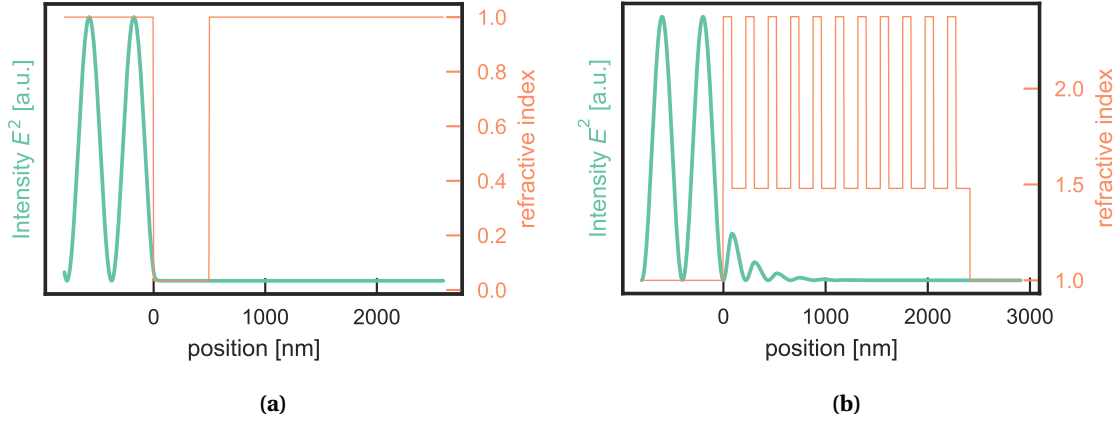 Intensity E² [a.u.]
1.0
0.8
0.6
0.4
0.2
0.0
refractive index
0
1000
2000
position [nm]
(a)
Intensity E² [a.u.]
2.0
1.5
1.0
refractive index
0
1000
2000
3000
position [nm]
(b)